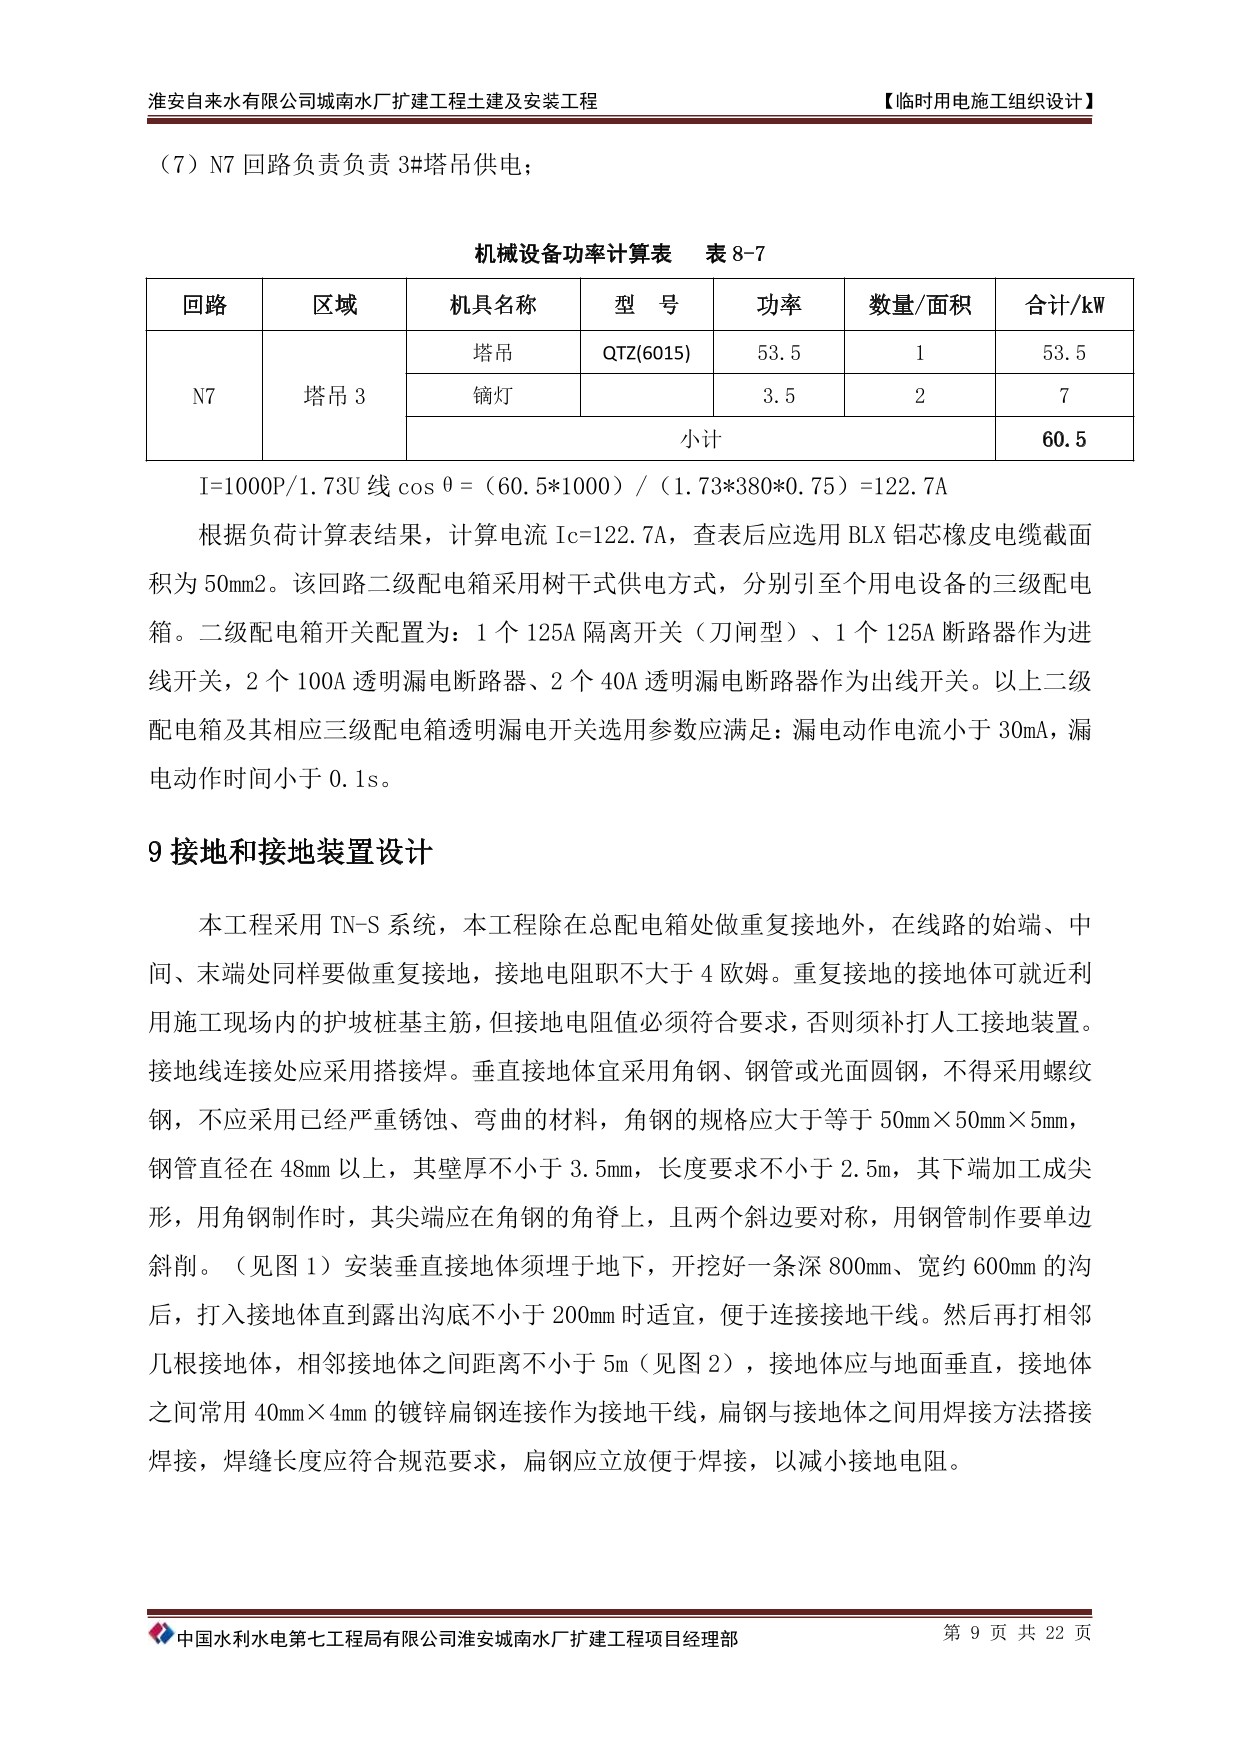 淮安自来水有限公司城南水厂扩建工程土建及安装工程 【临时用电施工组织设计】
（7）N7 回路负责负责 3#塔吊供电；
机械设备功率计算表 表 8-7
回路 区域 机具名称 型 号 功率 数量/面积 合计/kW
塔吊 QTZ(6015) 53.5 1 53.5
N7 塔吊 3 镝灯 3.5 2 7
小计 60.5
I=1000P/1.73U 线 cosθ=（60.5*1000）/（1.73*380*0.75）=122.7A
根据负荷计算表结果，计算电流 Ic=122.7A，查表后应选用 BLX 铝芯橡皮电缆截面
积为 50mm2。该回路二级配电箱采用树干式供电方式，分别引至个用电设备的三级配电
箱。二级配电箱开关配置为：1 个 125A 隔离开关（刀闸型）、1 个 125A 断路器作为进
线开关，2 个 100A 透明漏电断路器、2 个 40A 透明漏电断路器作为出线开关。以上二级
配电箱及其相应三级配电箱透明漏电开关选用参数应满足：漏电动作电流小于 30mA，漏
电动作时间小于 0.1s。
9 接地和接地装置设计
本工程采用 TN-S 系统，本工程除在总配电箱处做重复接地外，在线路的始端、中
间、末端处同样要做重复接地，接地电阻职不大于 4 欧姆。重复接地的接地体可就近利
用施工现场内的护坡桩基主筋，但接地电阻值必须符合要求，否则须补打人工接地装置。
接地线连接处应采用搭接焊。垂直接地体宜采用角钢、钢管或光面圆钢，不得采用螺纹
钢，不应采用已经严重锈蚀、弯曲的材料，角钢的规格应大于等于 50mm×50mm×5mm，
钢管直径在 48mm 以上，其壁厚不小于 3.5mm，长度要求不小于 2.5m，其下端加工成尖
形，用角钢制作时，其尖端应在角钢的角脊上，且两个斜边要对称，用钢管制作要单边
斜削。（见图 1）安装垂直接地体须埋于地下，开挖好一条深 800mm、宽约 600mm 的沟
后，打入接地体直到露出沟底不小于 200mm 时适宜，便于连接接地干线。然后再打相邻
几根接地体，相邻接地体之间距离不小于 5m（见图 2），接地体应与地面垂直，接地体
之间常用 40mm×4mm 的镀锌扁钢连接作为接地干线，扁钢与接地体之间用焊接方法搭接
焊接，焊缝长度应符合规范要求，扁钢应立放便于焊接，以减小接地电阻。
中国水利水电第七工程局有限公司淮安城南水厂扩建工程项目经理部 第 9 页 共 22 页